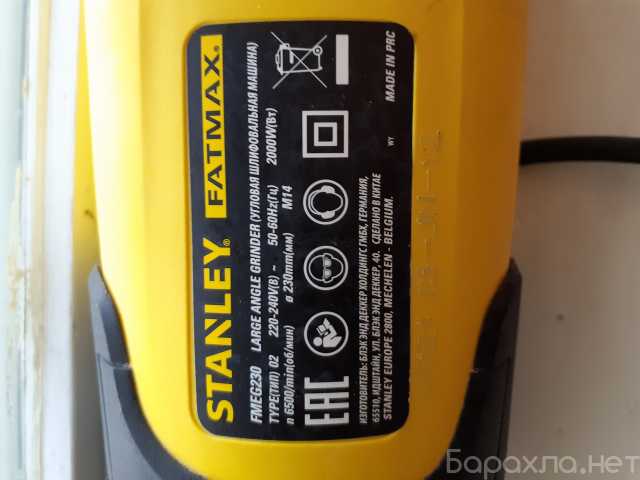 STANLEY® FATMAX®
FMEG230 LARGE ANGLE GRINDER (УГЛОВАЯ ШЛИФОВАЛЬНАЯ МАШИНА)
TYPE(ТИП) 02 220-240V(В) ~ 50-60Hz(Гц) 2000W(Вт)
n 6500/min(об/мин) ø 230mm(мм) M14
EAC
WY MADE IN PRC
ИЗГОТОВИТЕЛЬ: БЛЭК ЭНД ДЕККЕР ХОЛДИНГС ГМБХ, ГЕРМАНИЯ,
65510, ИДШТАЙН, УЛ. БЛЭК ЭНД ДЕККЕР, 40. СДЕЛАНО В КИТАЕ
STANLEY EUROPE 2800, MECHELEN - BELGIUM.
Барахла.нет